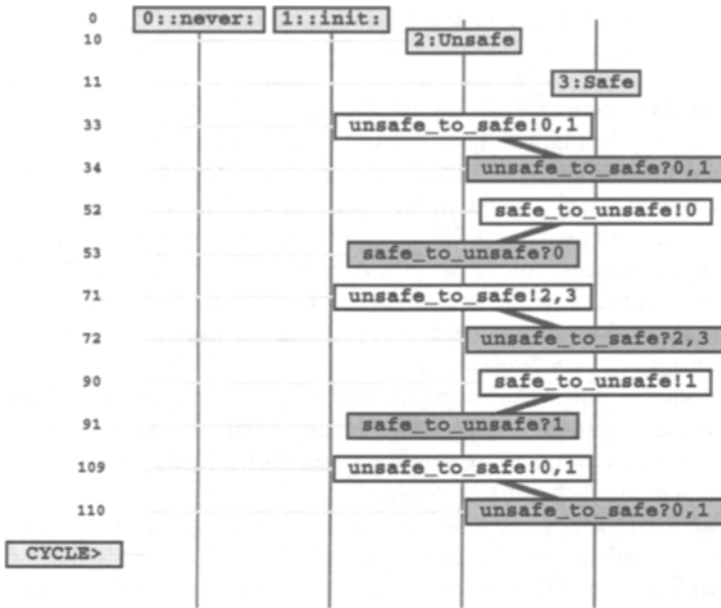 0 0::never: 1::init:
10 2:Unsafe
11 3:Safe
33 unsafe_to_safe!0,1
34 unsafe_to_safe?0,1
52 safe_to_unsafe!0
53 safe_to_unsafe?0
71 unsafe_to_safe!2,3
72 unsafe_to_safe?2,3
90 safe_to_unsafe!1
91 safe_to_unsafe?1
109 unsafe_to_safe!0,1
110 unsafe_to_safe?0,1
CYCLE>